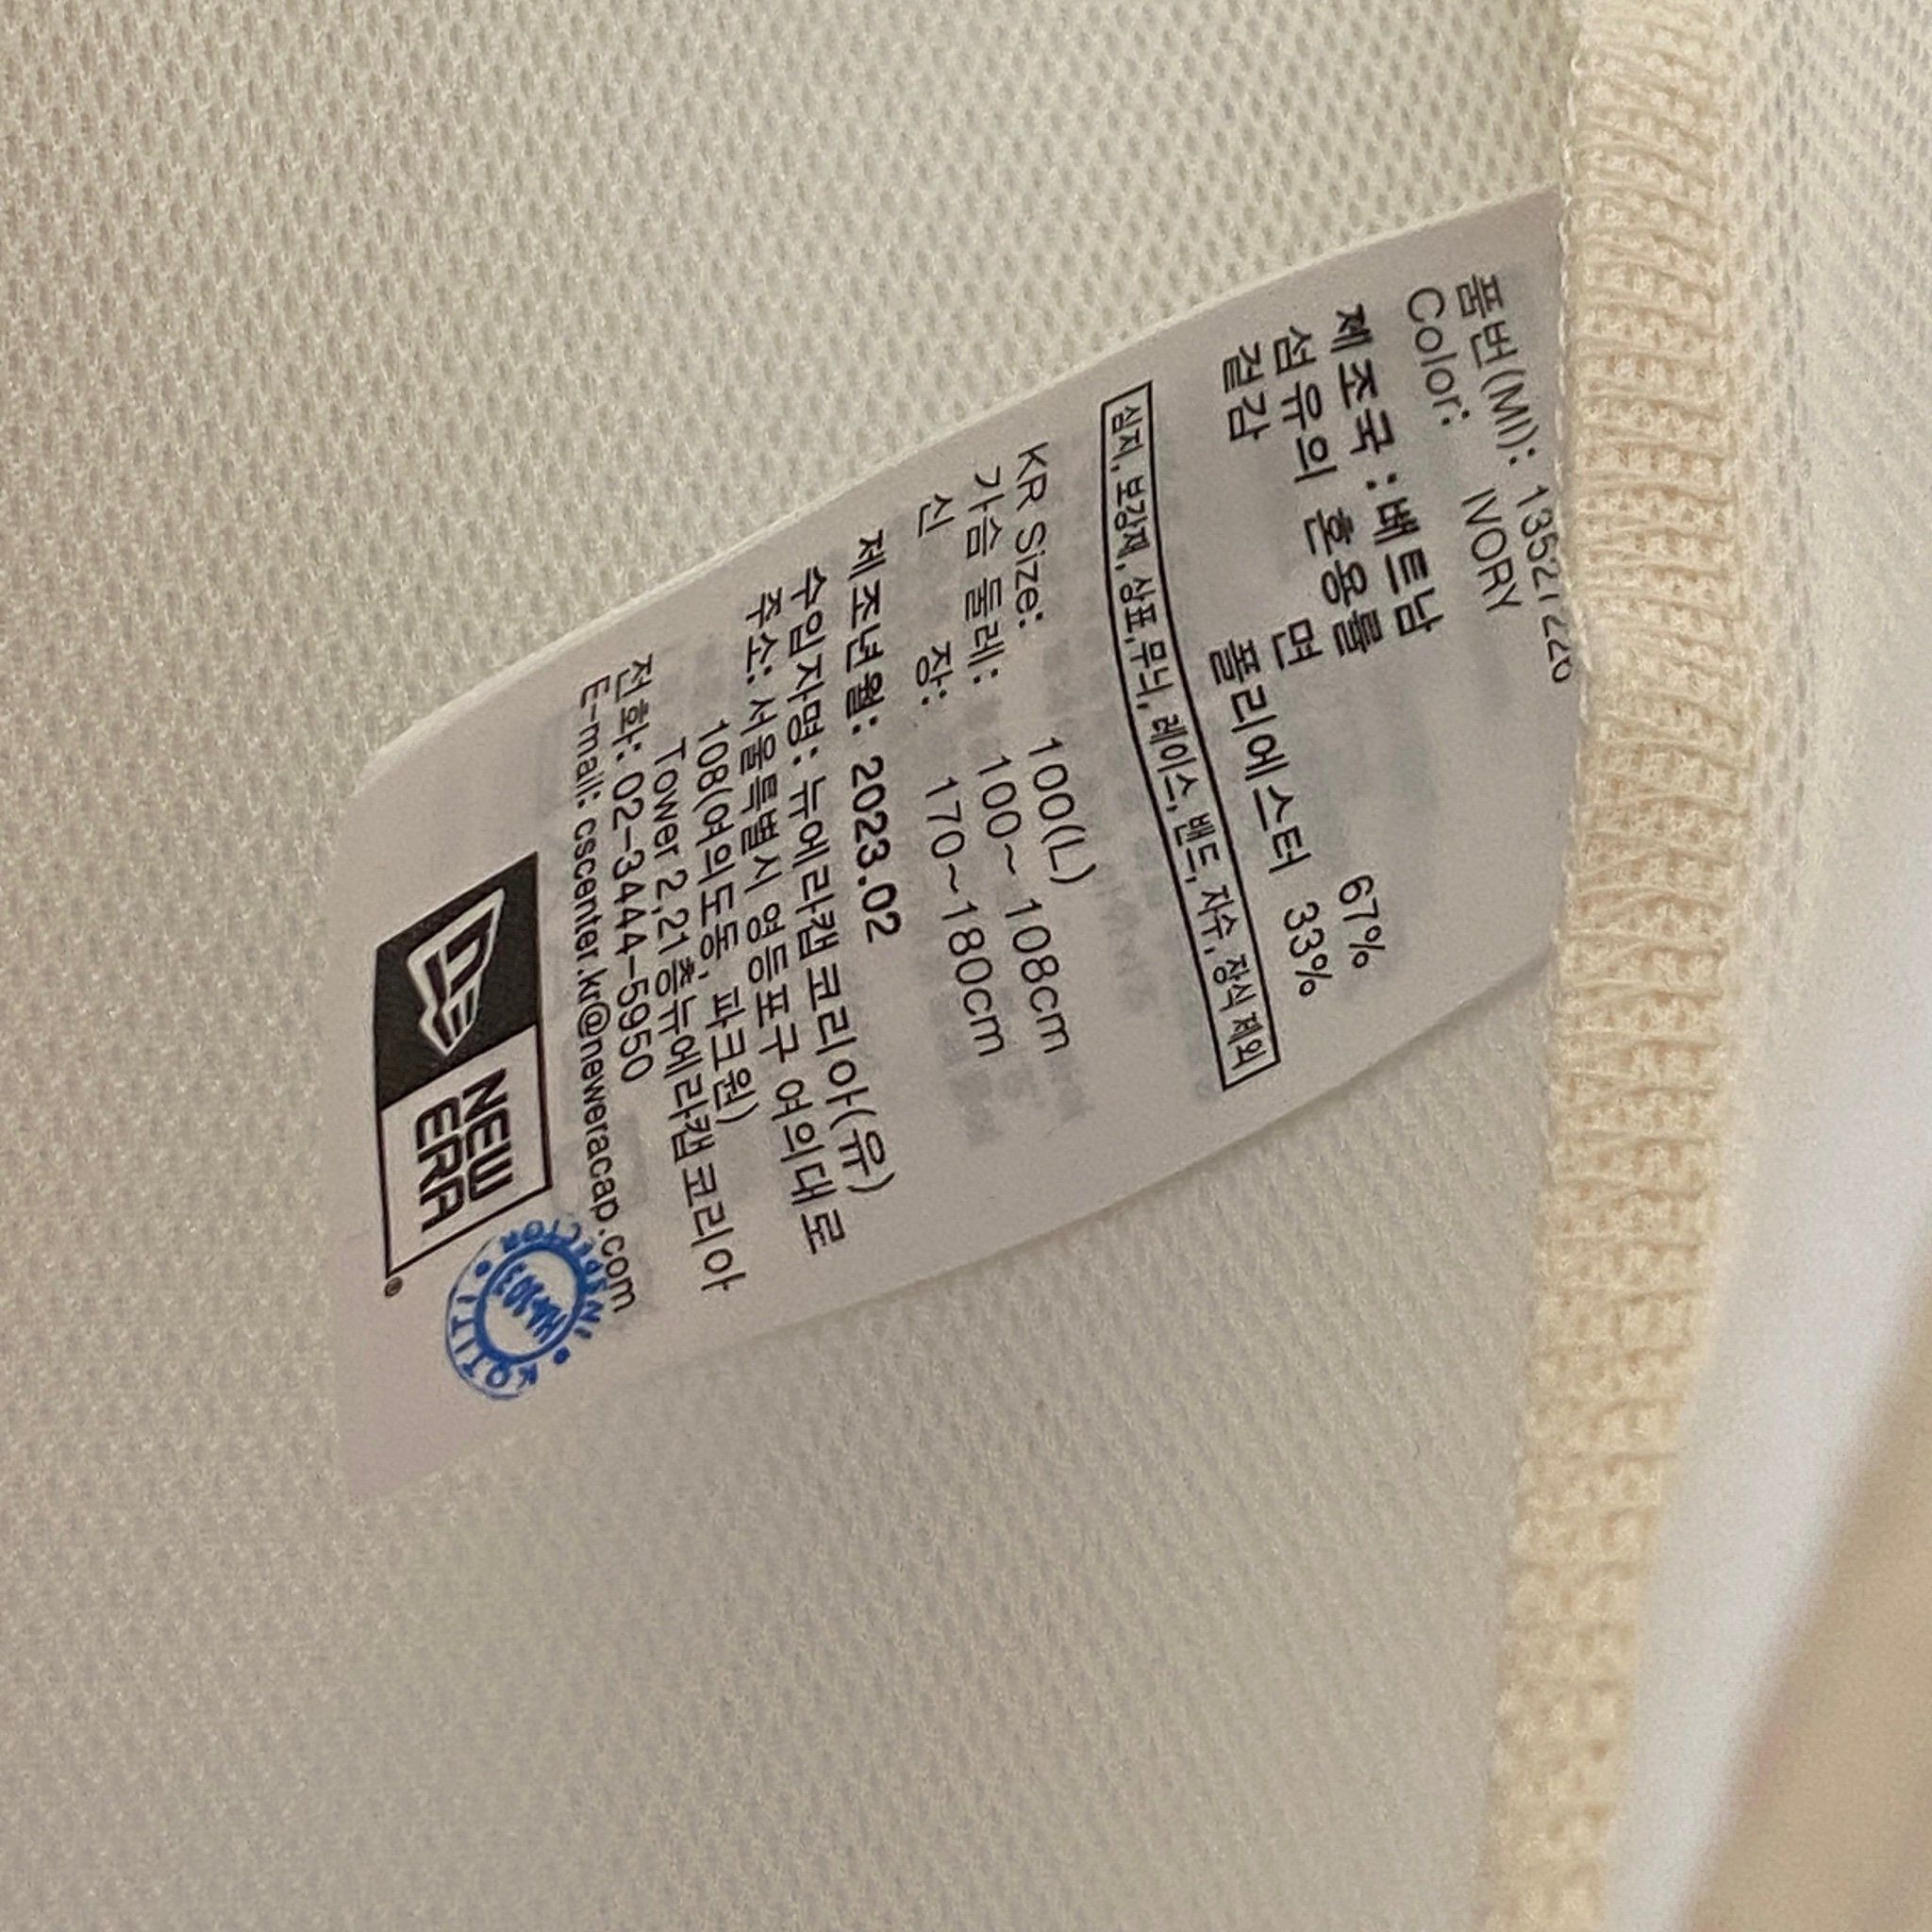 품번(MI): 13527226
Color: IVORY
제조국 : 베트남
섬유의 혼용률
겉감 면 67%
폴리에스터 33%
심지, 보강재, 상표,무늬, 레이스, 밴드, 자수, 장식 제외
KR Size: 100(L)
가슴 둘레: 100~ 108cm
신 장: 170~180cm
제조년월: 2023.02
수입자명: 뉴에라캡코리아(유)
주소: 서울특별시 영등포구 여의대로
108(여의도동, 파크원)
Tower 2,21층뉴에라캡코리아
전화: 02-3444-5950
E-mail: cscenter.kr@neweracap.com
NEW
ERA
®
KOTITI
INSPECTOR